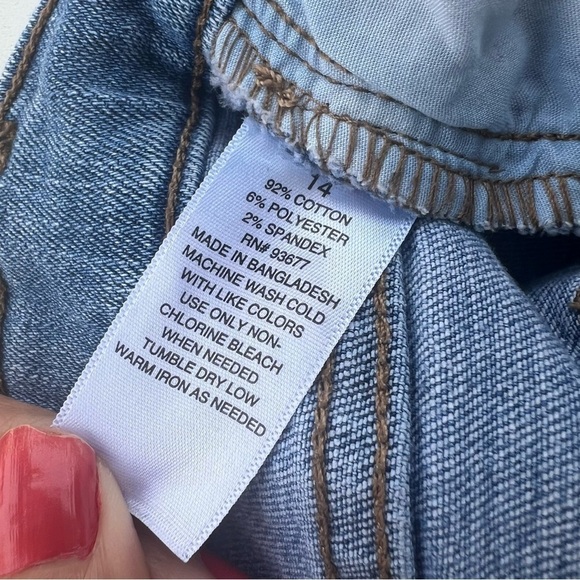 14
92% COTTON
6% POLYESTER
2% SPANDEX
RN# 93677
MADE IN BANGLADESH
MACHINE WASH COLD
WITH LIKE COLORS
USE ONLY NON-
CHLORINE BLEACH
WHEN NEEDED
TUMBLE DRY LOW
WARM IRON AS NEEDED